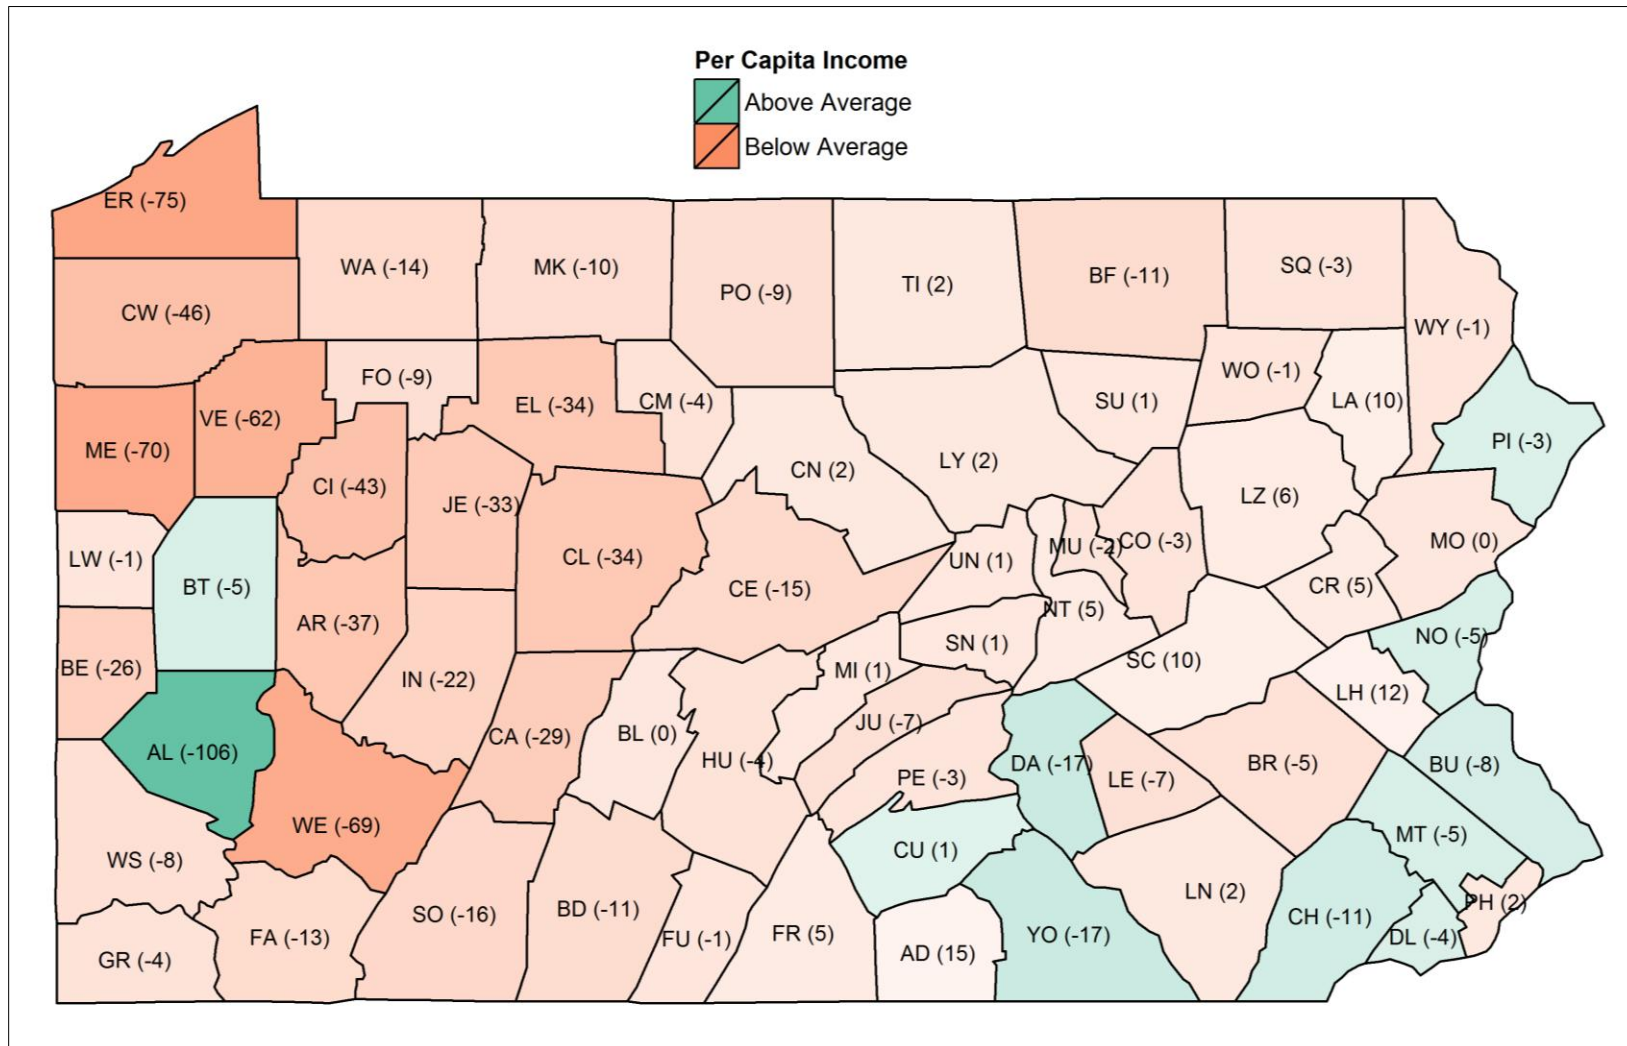 Per Capita Income
Above Average
Below Average
ER (-75)
WA (-14)
MK (-10)
PO (-9)
TI (2)
BF (-11)
SQ (-3)
CW (-46)
WY (-1)
FO (-9)
EL (-34)
CM (-4)
SU (1)
WO (-1)
LA (10)
VE (-62)
ME (-70)
PI (-3)
CI (-43)
JE (-33)
CN (2)
LY (2)
LZ (6)
LW (-1)
BT (-5)
CL (-34)
CE (-15)
UN (1)
MU (-2)
CO (-3)
MO (0)
AR (-37)
CR (5)
NT (5)
SN (1)
NO (-5)
BE (-26)
IN (-22)
MI (1)
SC (10)
LH (12)
AL (-106)
CA (-29)
BL (0)
HU (-4)
JU (-7)
PE (-3)
DA (-17)
LE (-7)
BR (-5)
BU (-8)
WE (-69)
WS (-8)
CU (1)
MT (-5)
LN (2)
PH (2)
GR (-4)
FA (-13)
SO (-16)
BD (-11)
FU (-1)
FR (5)
AD (15)
YO (-17)
CH (-11)
DL (-4)